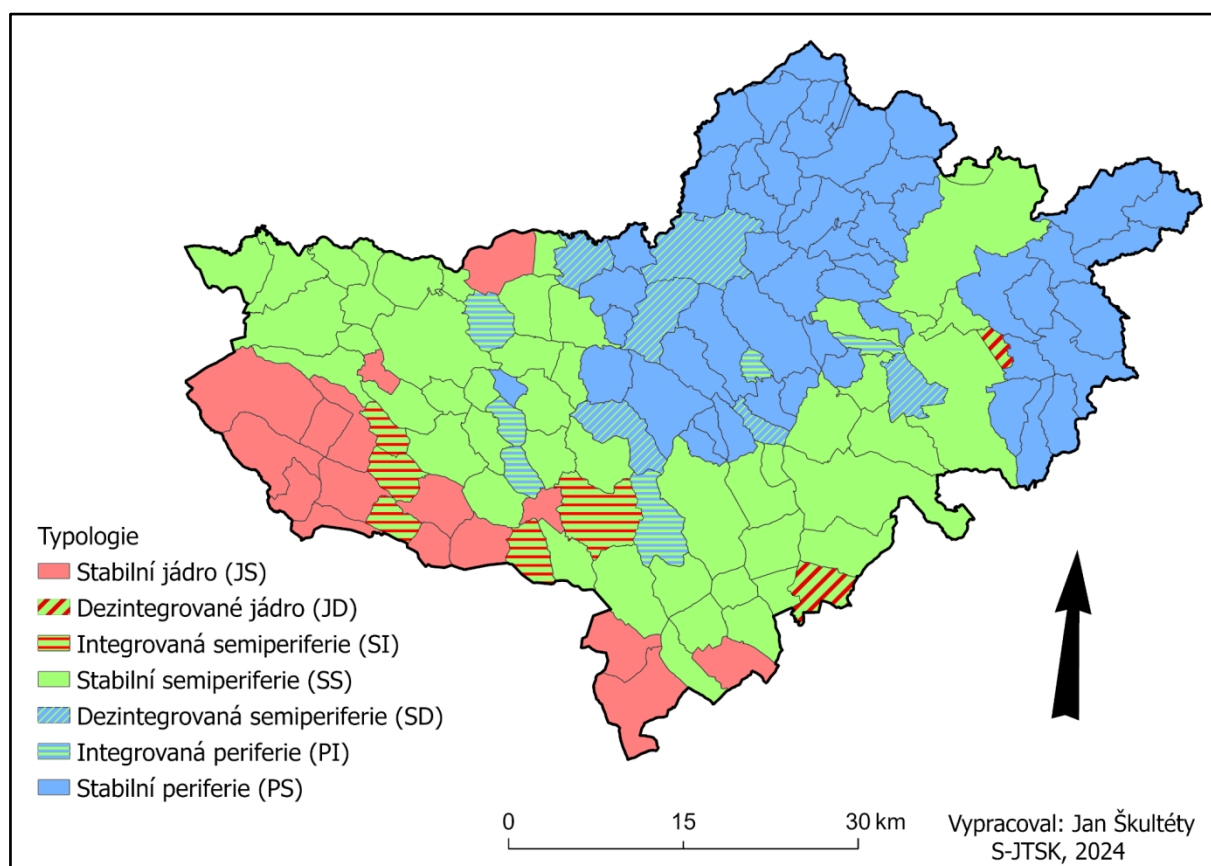 Typologie
Stabilní jádro (JS)
Dezintegrované jádro (JD)
Integrovaná semiperiferie (SI)
Stabilní semiperiferie (SS)
Dezintegrovaná semiperiferie (SD)
Integrovaná periferie (PI)
Stabilní periferie (PS)
0 15 30 km
Vypracoval: Jan Škultéty
S-JTSK, 2024